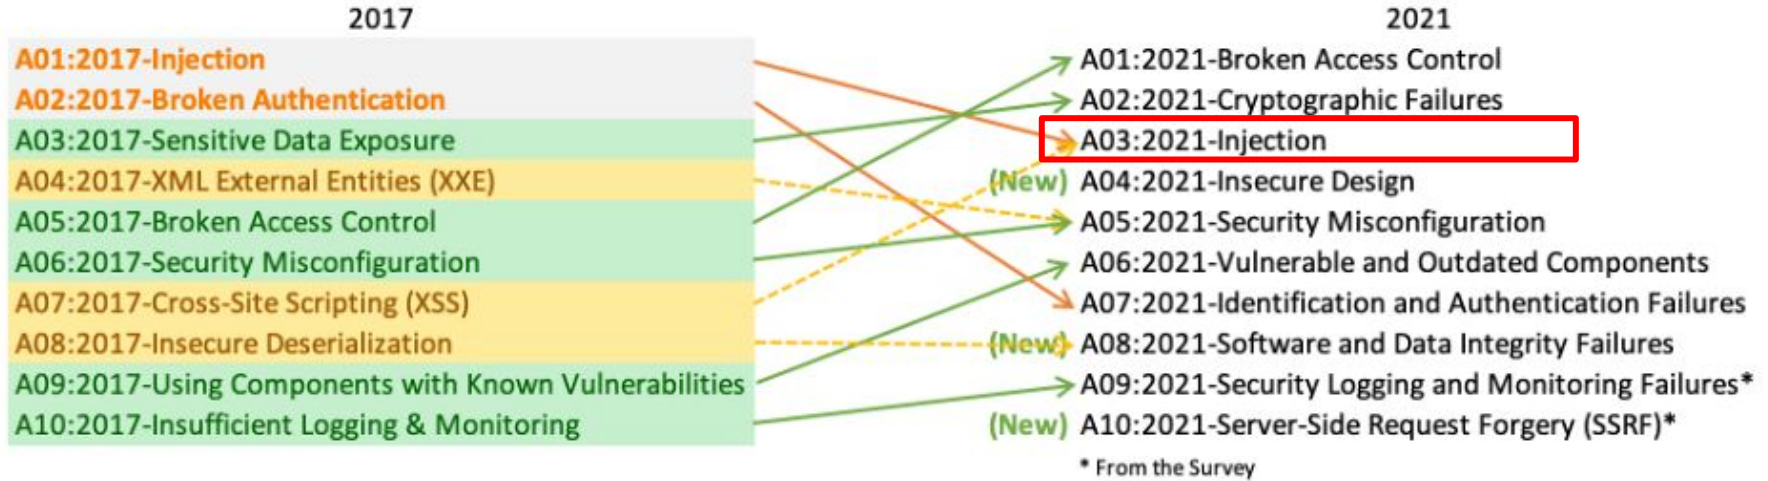 2017
A01:2017-Injection
A02:2017-Broken Authentication
A03:2017-Sensitive Data Exposure
A04:2017-XML External Entities (XXE)
A05:2017-Broken Access Control
A06:2017-Security Misconfiguration
A07:2017-Cross-Site Scripting (XSS)
A08:2017-Insecure Deserialization
A09:2017-Using Components with Known Vulnerabilities
A10:2017-Insufficient Logging & Monitoring
2021
A01:2021-Broken Access Control
A02:2021-Cryptographic Failures
A03:2021-Injection
(New) A04:2021-Insecure Design
A05:2021-Security Misconfiguration
A06:2021-Vulnerable and Outdated Components
A07:2021-Identification and Authentication Failures
(New) A08:2021-Software and Data Integrity Failures
A09:2021-Security Logging and Monitoring Failures*
(New) A10:2021-Server-Side Request Forgery (SSRF)*
* From the Survey